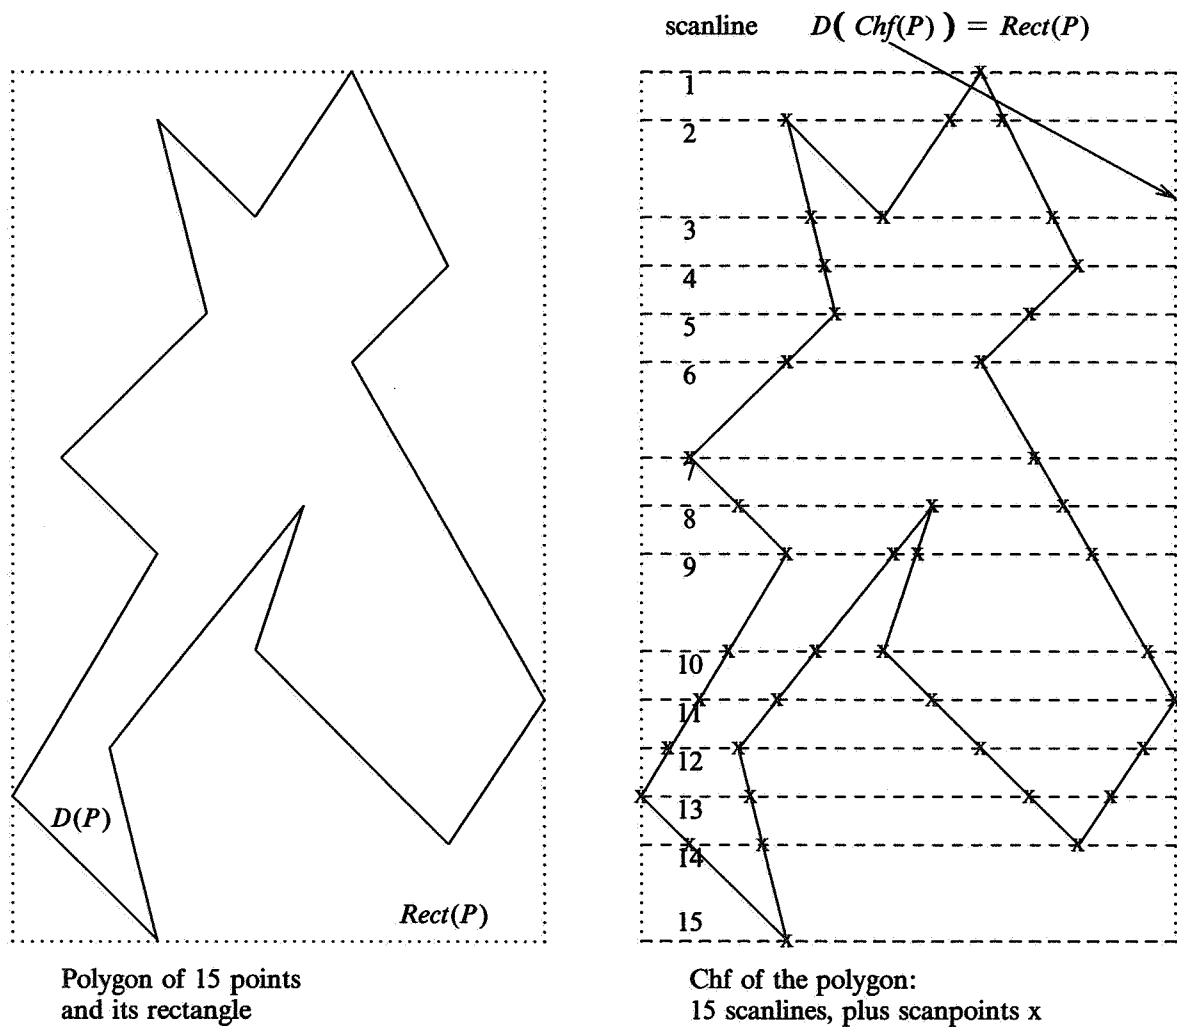 scanline D( Chf(P) ) = Rect(P)
1
2
3
4
5
6
7
8
9
10
11
12
13
14
15
D(P)
Rect(P)
Polygon of 15 points
and its rectangle
Chf of the polygon:
15 scanlines, plus scanpoints x